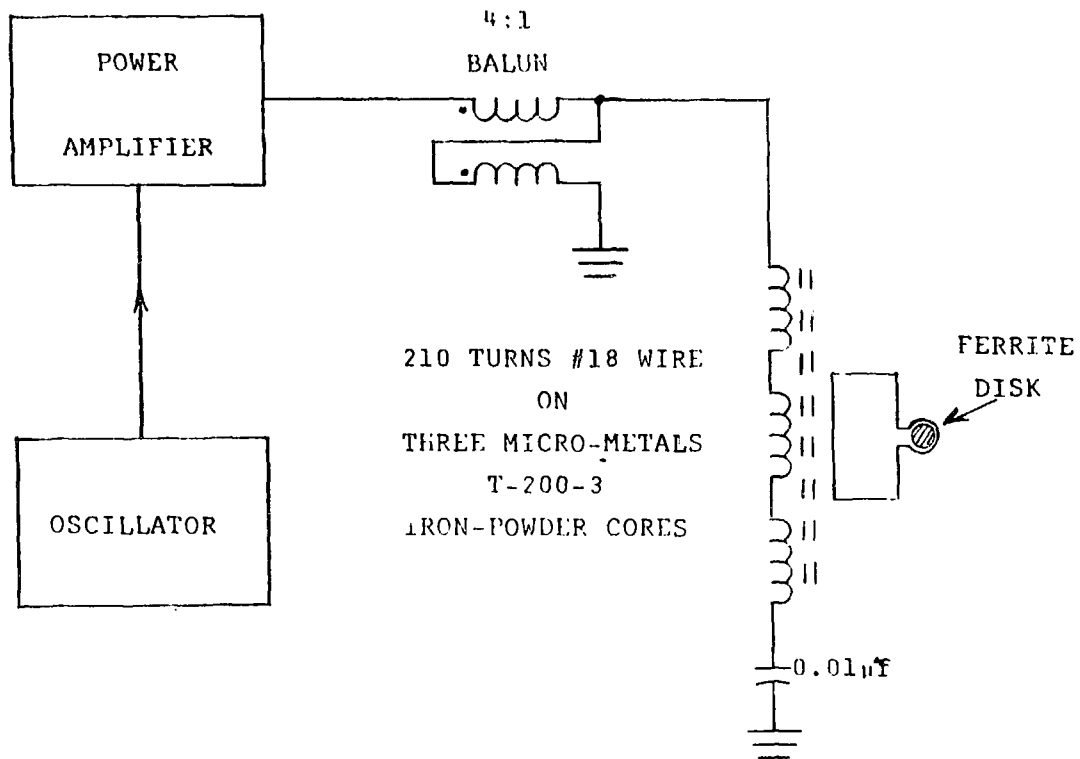 4:1
BALUN
POWER
AMPLIFIER
210 TURNS #18 WIRE
ON
THREE MICRO-METALS
T-200-3
IRON-POWDER CORES
FERRITE
DISK
OSCILLATOR
0.01μf